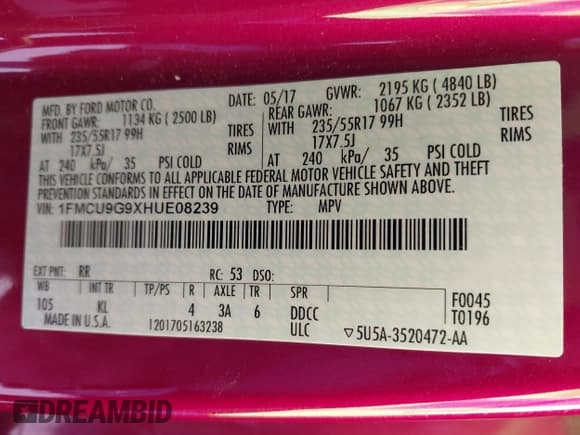 MFD. BY FORD MOTOR CO.
DATE: 05/17 GVWR: 2195 KG ( 4840 LB)
FRONT GAWR: 1134 KG ( 2500 LB) REAR GAWR: 1067 KG ( 2352 LB)
WITH 235/55R17 99H TIRES WITH 235/55R17 99H TIRES
17X7.5J RIMS 17X7.5J RIMS
AT 240 kPa/ 35 PSI COLD AT 240 kPa/ 35 PSI COLD
THIS VEHICLE CONFORMS TO ALL APPLICABLE FEDERAL MOTOR VEHICLE SAFETY AND THEFT
PREVENTION STANDARDS IN EFFECT ON THE DATE OF MANUFACTURE SHOWN ABOVE.
VIN: 1FMCU9G9XHUE08239 TYPE: MPV
EXT PNT: RR RC: 53 DSO:
WB INT TR TP/PS R AXLE TR SPR
105 KL 4 3A 6 DDCC F0045
T0196
MADE IN U.S.A. 1201705163238 ULC ▽5U5A-3520472-AA
DREAMBID